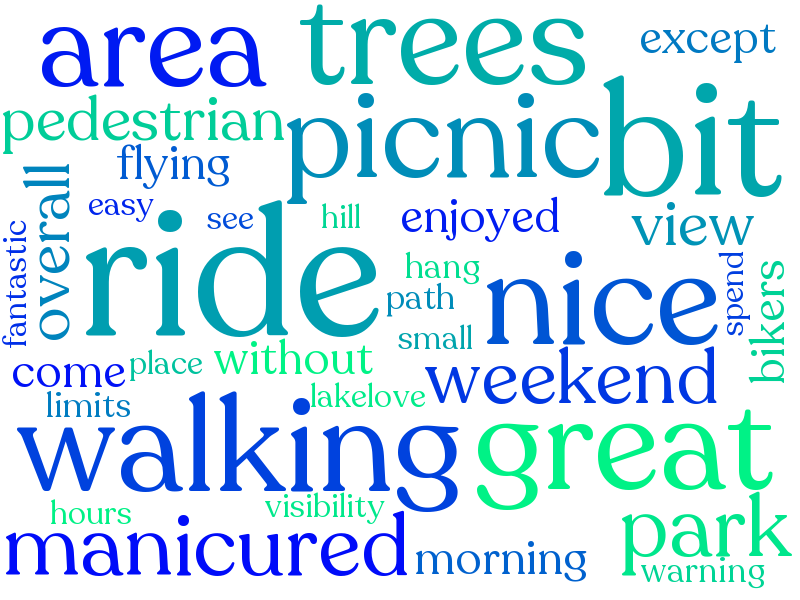 area trees except
pedestrian picnic bit
flying
overall easy see hill enjoyed view
fantastic ride hang nice spend bikers
path
small
come place without weekend
limits lakelove
walking great
hours visibility
manicured morning park
warning